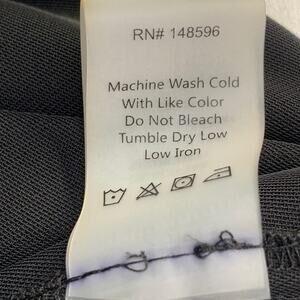 RN# 148596
Machine Wash Cold
With Like Color
Do Not Bleach
Tumble Dry Low
Low Iron